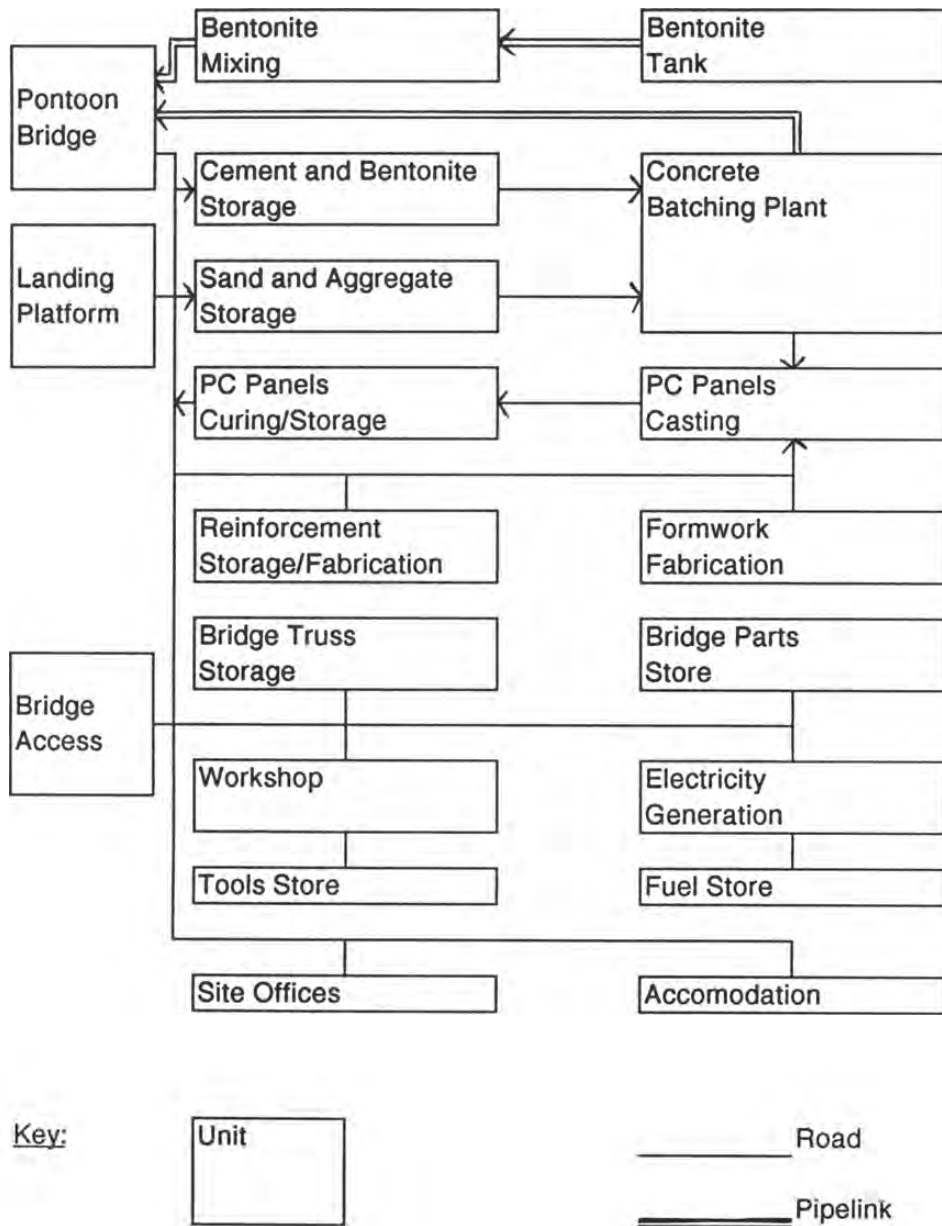 Bentonite
Mixing
Bentonite
Tank
Pontoon
Bridge
Cement and Bentonite
Storage
Concrete
Batching Plant
Landing
Platform
Sand and Aggregate
Storage
PC Panels
Curing/Storage
PC Panels
Casting
Reinforcement
Storage/Fabrication
Formwork
Fabrication
Bridge Truss
Storage
Bridge Parts
Store
Bridge
Access
Workshop
Electricity
Generation
Tools Store
Fuel Store
Site Offices
Accomodation
Key:
Unit
Road
Pipelink